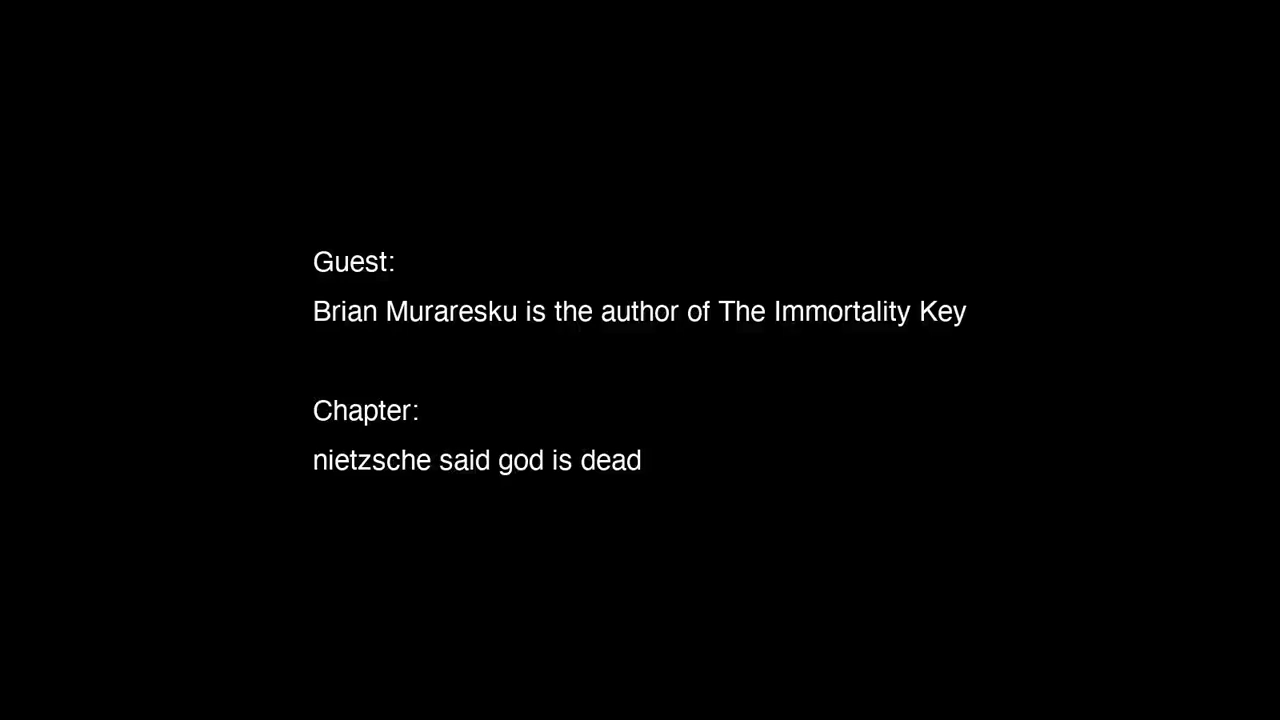 Guest:
Brian Muraresku is the author of The Immortality Key
Chapter:
nietzsche said god is dead